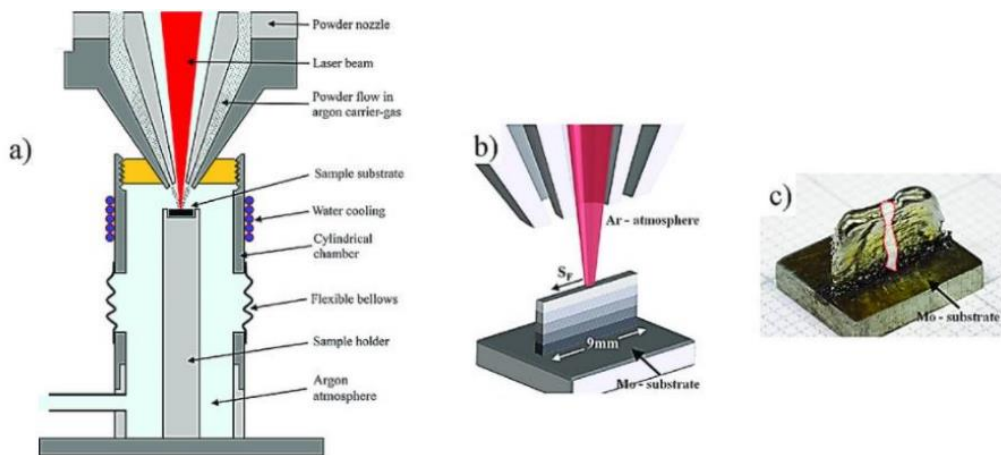 a)
Powder nozzle
Laser beam
Powder flow in
argon carrier-gas
Sample substrate
Water cooling
Cylindrical
chamber
Flexible bellows
Sample holder
Argon
atmosphere
b)
Ar - atmosphere
S_F
9mm
Mo - substrate
c)
Mo - substrate